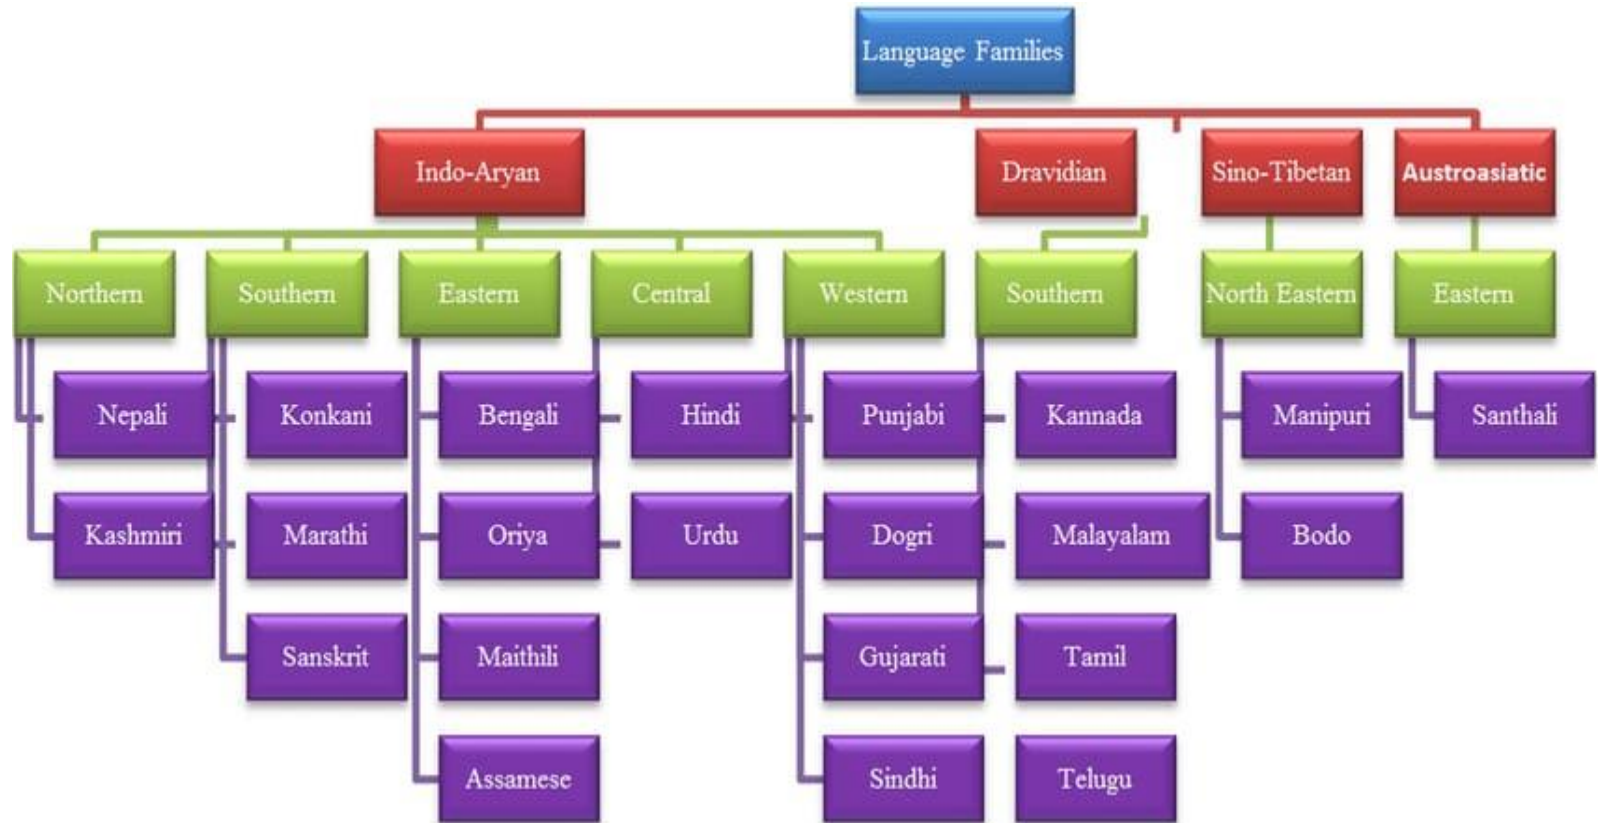 Language Families
Indo-Aryan
Dravidian
Sino-Tibetan
Austroasiatic
Northern
Southern
Eastern
Central
Western
Southern
North Eastern
Eastern
Nepali
Konkani
Bengali
Hindi
Punjabi
Kannada
Manipuri
Santhali
Kashmiri
Marathi
Oriya
Urdu
Dogri
Malayalam
Bodo
Sanskrit
Maithili
Gujarati
Tamil
Assamese
Sindhi
Telugu